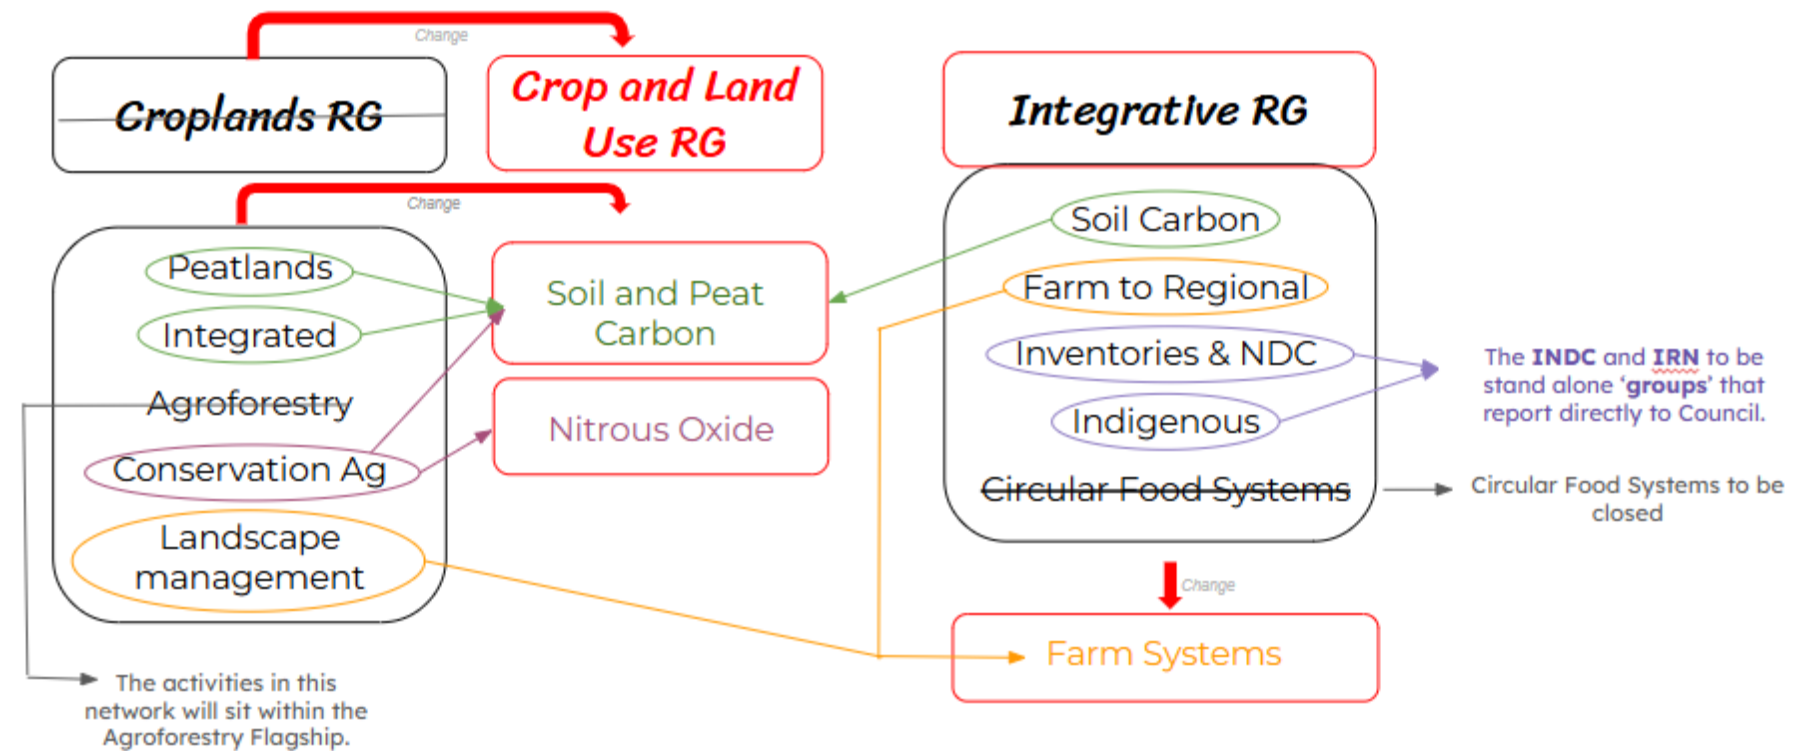 Change
Croplands RG
Crop and Land
Use RG
Integrative RG
Change
Peatlands
Integrated
Agroforestry
Conservation Ag
Landscape
management
The activities in this
network will sit within the
Agroforestry Flagship.
Soil and Peat
Carbon
Nitrous Oxide
Soil Carbon
Farm to Regional
Inventories & NDC
Indigenous
Circular Food Systems
The INDC and IRN to be
stand alone ‘groups’ that
report directly to Council.
Circular Food Systems to be
closed
Change
Farm Systems